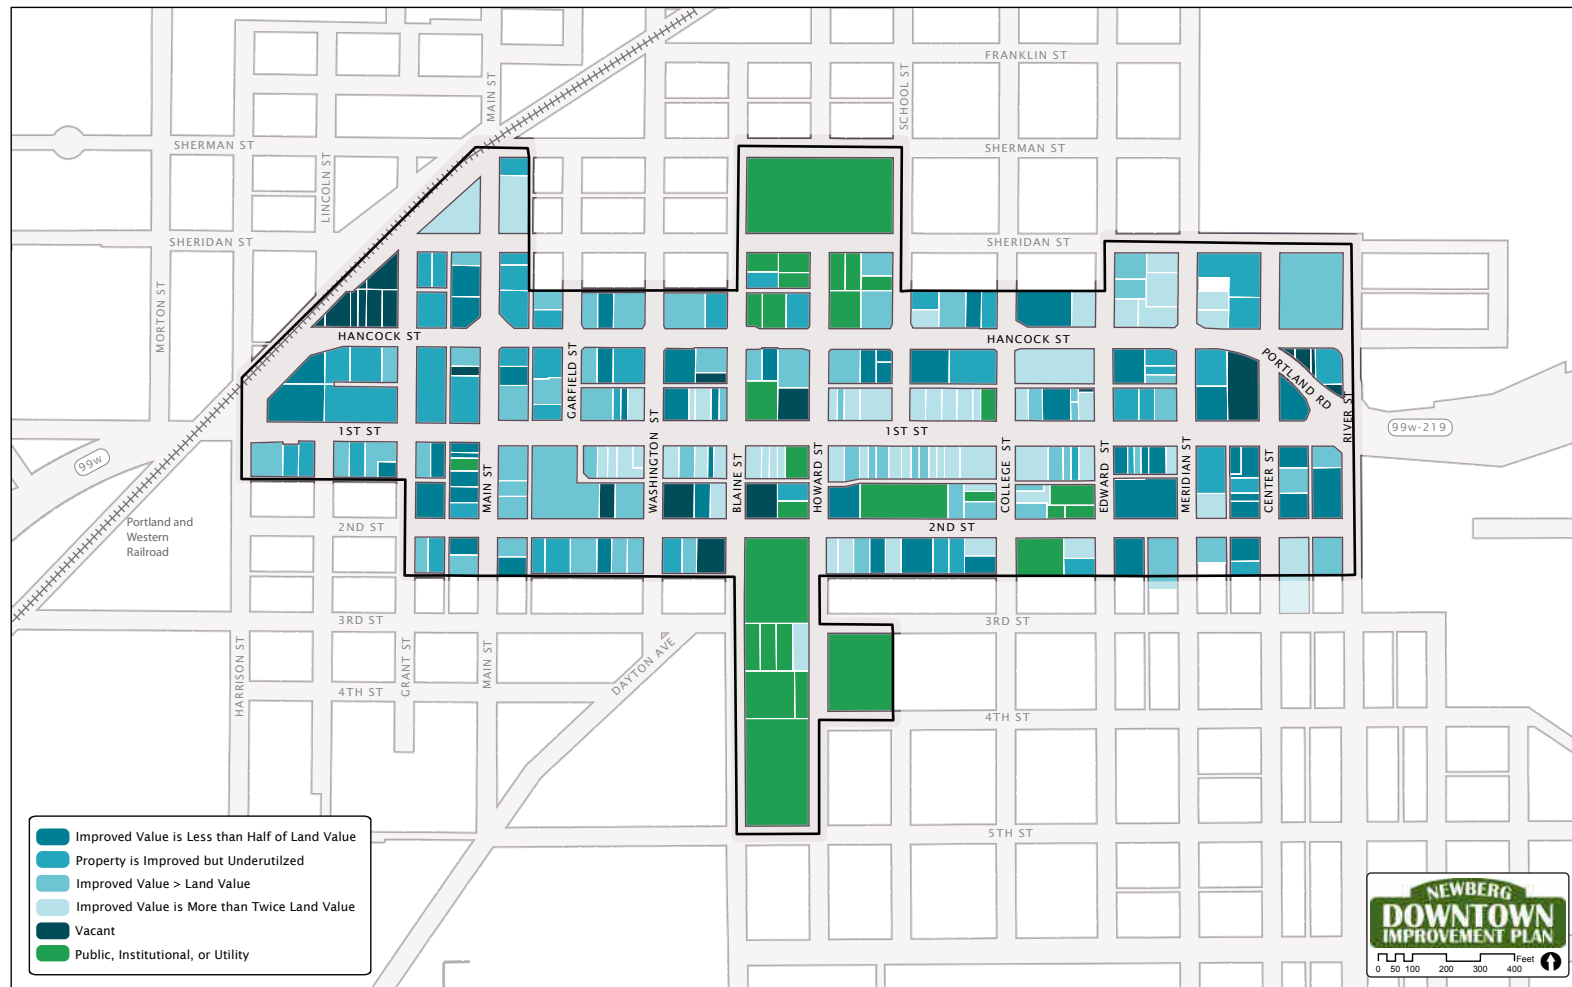 FRANKLIN ST
MAIN ST
SCHOOL ST
SHERMAN ST
SHERMAN ST
LINCOLN ST
SHERIDAN ST
SHERIDAN ST
MORTON ST
HANCOCK ST
HANCOCK ST
GARFIELD ST
PORTLAND RD
RIVER ST
1ST ST
1ST ST
99w
99w-219
WASHINGTON ST
BLAINE ST
HOWARD ST
COLLEGE ST
EDWARD ST
MERIDIAN ST
CENTER ST
MAIN ST
Portland and
Western
Railroad
2ND ST
2ND ST
3RD ST
3RD ST
HARRISON ST
GRANT ST
MAIN ST
DAYTON AVE
4TH ST
4TH ST
5TH ST
Improved Value is Less than Half of Land Value
Property is Improved but Underutilzed
Improved Value > Land Value
Improved Value is More than Twice Land Value
Vacant
Public, Institutional, or Utility
NEWBERG
DOWNTOWN
IMPROVEMENT PLAN
Feet
0 50 100 200 300 400